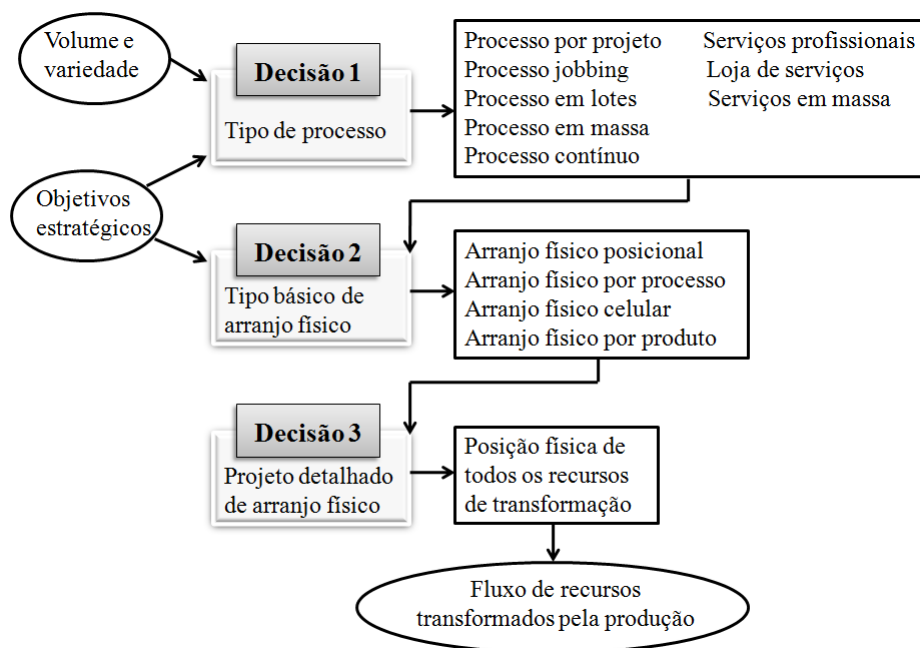 Volume e
variedade
Decisão 1
Tipo de processo
Processo por projeto
Processo jobbing
Processo em lotes
Processo em massa
Processo contínuo
Serviços profissionais
Loja de serviços
Serviços em massa
Objetivos
estratégicos
Decisão 2
Tipo básico de
arranjo físico
Arranjo físico posicional
Arranjo físico por processo
Arranjo físico celular
Arranjo físico por produto
Decisão 3
Projeto detalhado
de arranjo físico
Posição física de
todos os recursos
de transformação
Fluxo de recursos
transformados pela produção